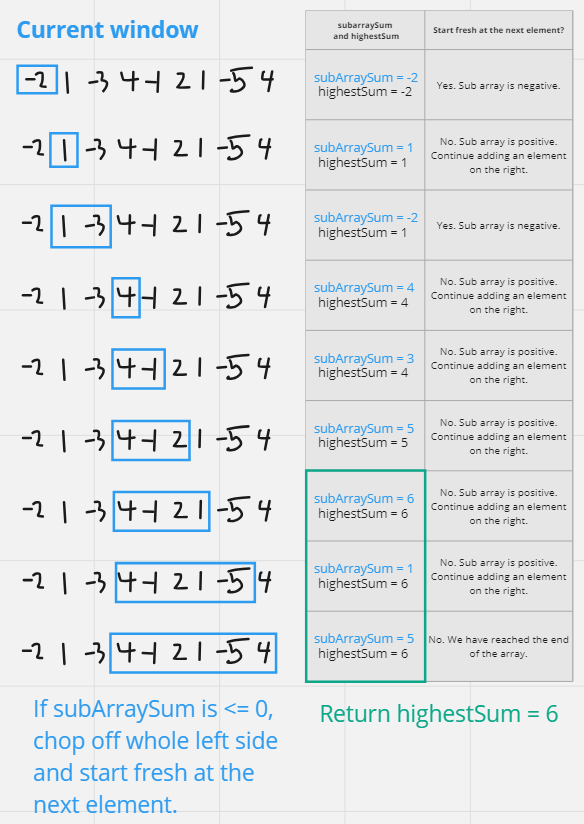 Current window
subarraySum
and highestSum
Start fresh at the next element?
-2 1 -3 4 -1 2 1 -5 4
subArraySum = -2
highestSum = -2
Yes. Sub array is negative.
-2 1 -3 4 -1 2 1 -5 4
subArraySum = 1
highestSum = 1
No. Sub array is positive.
Continue adding an element
on the right.
-2 1 -3 4 -1 2 1 -5 4
subArraySum = -2
highestSum = 1
Yes. Sub array is negative.
-2 1 -3 4 -1 2 1 -5 4
subArraySum = 4
highestSum = 4
No. Sub array is positive.
Continue adding an element
on the right.
-2 1 -3 4 -1 2 1 -5 4
subArraySum = 3
highestSum = 4
No. Sub array is positive.
Continue adding an element
on the right.
-2 1 -3 4 -1 2 1 -5 4
subArraySum = 5
highestSum = 5
No. Sub array is positive.
Continue adding an element
on the right.
-2 1 -3 4 -1 2 1 -5 4
subArraySum = 6
highestSum = 6
No. Sub array is positive.
Continue adding an element
on the right.
-2 1 -3 4 -1 2 1 -5 4
subArraySum = 1
highestSum = 6
No. Sub array is positive.
Continue adding an element
on the right.
-2 1 -3 4 -1 2 1 -5 4
subArraySum = 5
highestSum = 6
No. We have reached the end
of the array.
If subArraySum is <= 0,
chop off whole left side
and start fresh at the
next element.
Return highestSum = 6